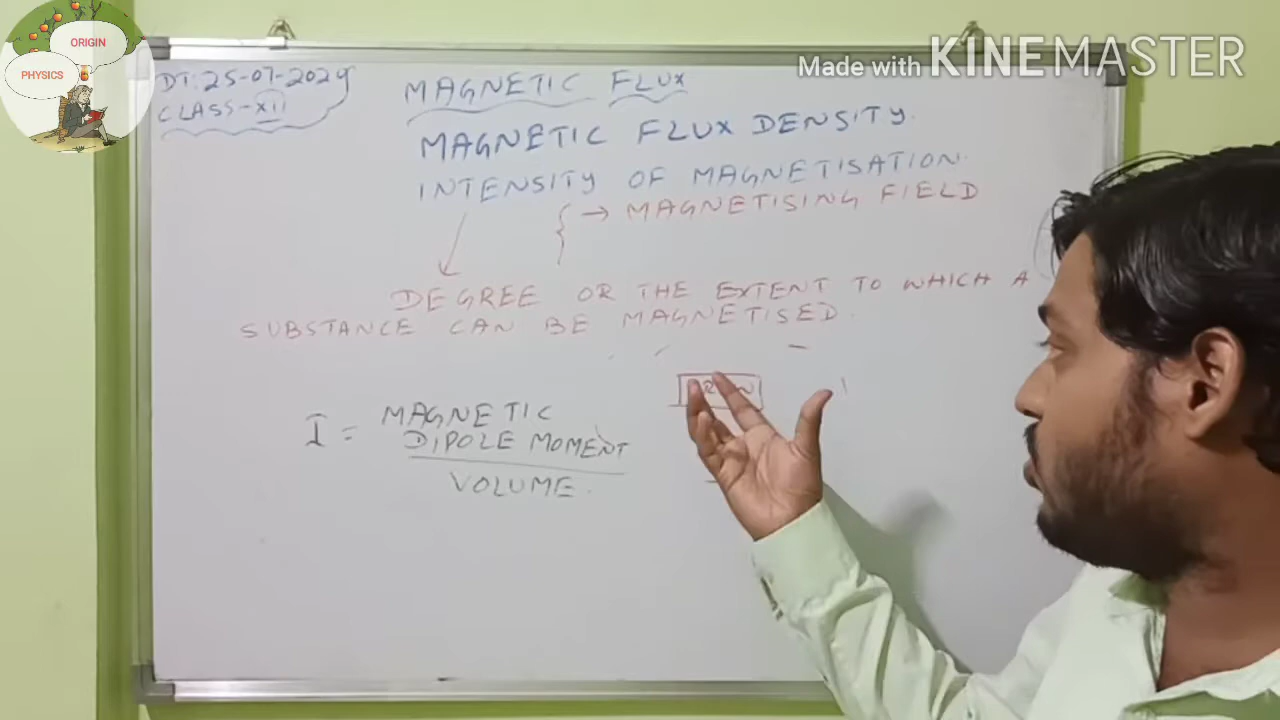 ORIGIN
PHYSICS
Made with KINEMASTER
DT:25-07-2024
CLASS-XII
MAGNETIC FLUX
MAGNETIC FLUX DENSITY.
INTENSITY OF MAGNETISATION.
→ MAGNETISING FIELD
DEGREE OR THE EXTENT TO WHICH A
SUBSTANCE CAN BE MAGNETISED.
I = MAGNETIC
DIPOLE MOMENT
VOLUME.